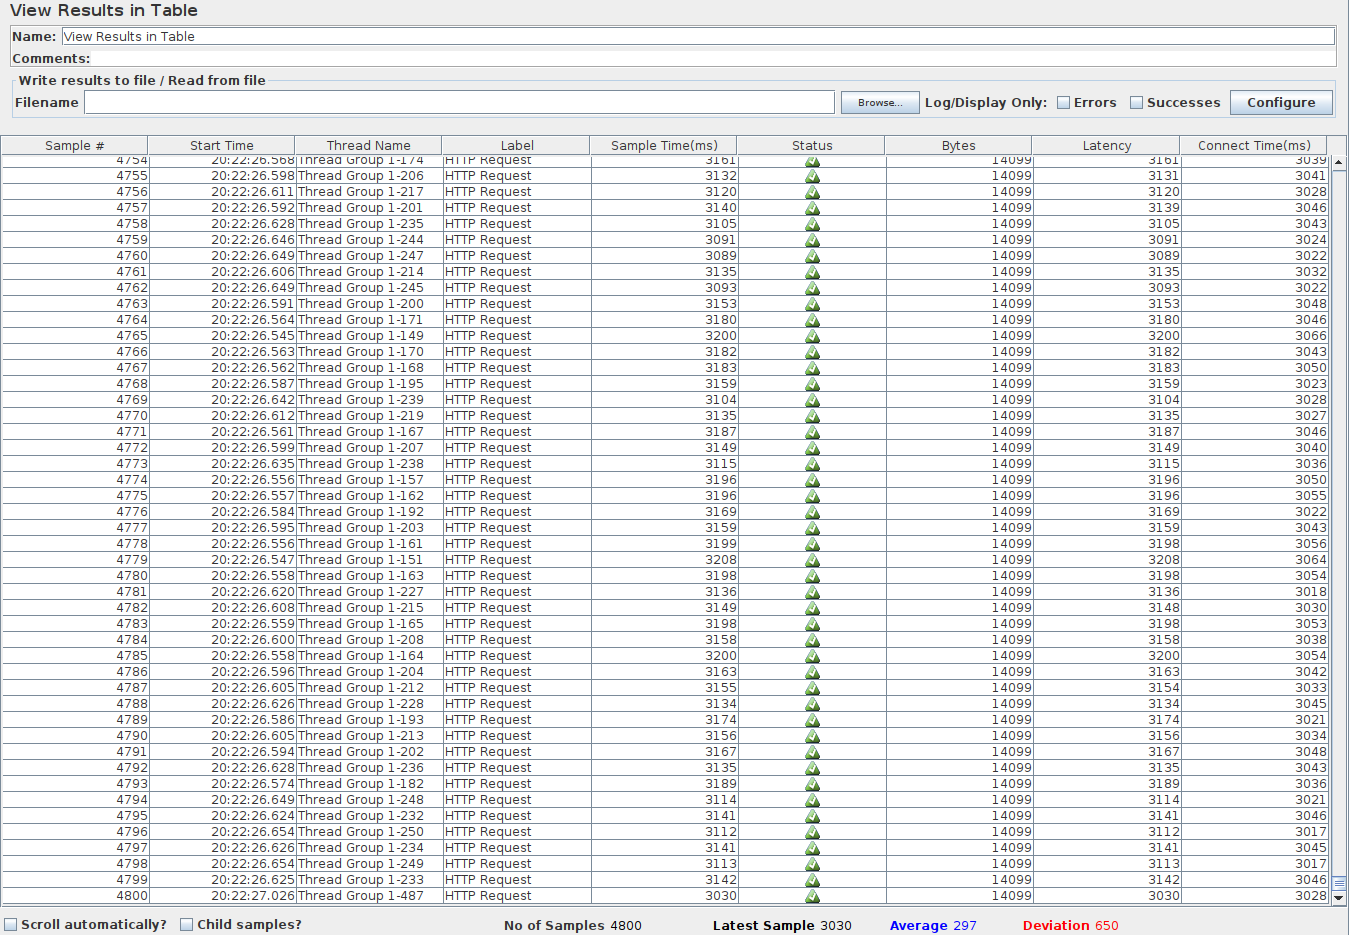 View Results in Table
Name: View Results in Table
Comments:
Write results to file / Read from file
Filename Browse... Log/Display Only: Errors Successes Configure
Sample # Start Time Thread Name Label Sample Time(ms) Status Bytes Latency Connect Time(ms)
4754 20:22:26.568 Thread Group 1-174 HTTP Request 3161 14099 3161 3039
4755 20:22:26.598 Thread Group 1-206 HTTP Request 3132 14099 3131 3041
4756 20:22:26.611 Thread Group 1-217 HTTP Request 3120 14099 3120 3028
4757 20:22:26.592 Thread Group 1-201 HTTP Request 3140 14099 3139 3046
4758 20:22:26.628 Thread Group 1-235 HTTP Request 3105 14099 3105 3043
4759 20:22:26.646 Thread Group 1-244 HTTP Request 3091 14099 3091 3024
4760 20:22:26.649 Thread Group 1-247 HTTP Request 3089 14099 3089 3022
4761 20:22:26.606 Thread Group 1-214 HTTP Request 3135 14099 3135 3032
4762 20:22:26.649 Thread Group 1-245 HTTP Request 3093 14099 3093 3022
4763 20:22:26.591 Thread Group 1-200 HTTP Request 3153 14099 3153 3048
4764 20:22:26.564 Thread Group 1-171 HTTP Request 3180 14099 3180 3046
4765 20:22:26.545 Thread Group 1-149 HTTP Request 3200 14099 3200 3066
4766 20:22:26.563 Thread Group 1-170 HTTP Request 3182 14099 3182 3043
4767 20:22:26.562 Thread Group 1-168 HTTP Request 3183 14099 3183 3050
4768 20:22:26.587 Thread Group 1-195 HTTP Request 3159 14099 3159 3023
4769 20:22:26.642 Thread Group 1-239 HTTP Request 3104 14099 3104 3028
4770 20:22:26.612 Thread Group 1-219 HTTP Request 3135 14099 3135 3027
4771 20:22:26.561 Thread Group 1-167 HTTP Request 3187 14099 3187 3046
4772 20:22:26.599 Thread Group 1-207 HTTP Request 3149 14099 3149 3040
4773 20:22:26.635 Thread Group 1-238 HTTP Request 3115 14099 3115 3036
4774 20:22:26.556 Thread Group 1-157 HTTP Request 3196 14099 3196 3050
4775 20:22:26.557 Thread Group 1-162 HTTP Request 3196 14099 3196 3055
4776 20:22:26.584 Thread Group 1-192 HTTP Request 3169 14099 3169 3022
4777 20:22:26.595 Thread Group 1-203 HTTP Request 3159 14099 3159 3043
4778 20:22:26.556 Thread Group 1-161 HTTP Request 3199 14099 3198 3056
4779 20:22:26.547 Thread Group 1-151 HTTP Request 3208 14099 3208 3064
4780 20:22:26.558 Thread Group 1-163 HTTP Request 3198 14099 3198 3054
4781 20:22:26.620 Thread Group 1-227 HTTP Request 3136 14099 3136 3018
4782 20:22:26.608 Thread Group 1-215 HTTP Request 3149 14099 3148 3030
4783 20:22:26.559 Thread Group 1-165 HTTP Request 3198 14099 3198 3053
4784 20:22:26.600 Thread Group 1-208 HTTP Request 3158 14099 3158 3038
4785 20:22:26.558 Thread Group 1-164 HTTP Request 3200 14099 3200 3054
4786 20:22:26.596 Thread Group 1-204 HTTP Request 3163 14099 3163 3042
4787 20:22:26.605 Thread Group 1-212 HTTP Request 3155 14099 3154 3033
4788 20:22:26.626 Thread Group 1-228 HTTP Request 3134 14099 3134 3045
4789 20:22:26.586 Thread Group 1-193 HTTP Request 3174 14099 3174 3021
4790 20:22:26.605 Thread Group 1-213 HTTP Request 3156 14099 3156 3034
4791 20:22:26.594 Thread Group 1-202 HTTP Request 3167 14099 3167 3048
4792 20:22:26.628 Thread Group 1-236 HTTP Request 3135 14099 3135 3043
4793 20:22:26.574 Thread Group 1-182 HTTP Request 3189 14099 3189 3036
4794 20:22:26.649 Thread Group 1-248 HTTP Request 3114 14099 3114 3021
4795 20:22:26.624 Thread Group 1-232 HTTP Request 3141 14099 3141 3046
4796 20:22:26.654 Thread Group 1-250 HTTP Request 3112 14099 3112 3017
4797 20:22:26.626 Thread Group 1-234 HTTP Request 3141 14099 3141 3045
4798 20:22:26.654 Thread Group 1-249 HTTP Request 3113 14099 3113 3017
4799 20:22:26.625 Thread Group 1-233 HTTP Request 3142 14099 3142 3046
4800 20:22:27.026 Thread Group 1-487 HTTP Request 3030 14099 3030 3028
Scroll automatically? Child samples? No of Samples 4800 Latest Sample 3030 Average 297 Deviation 650